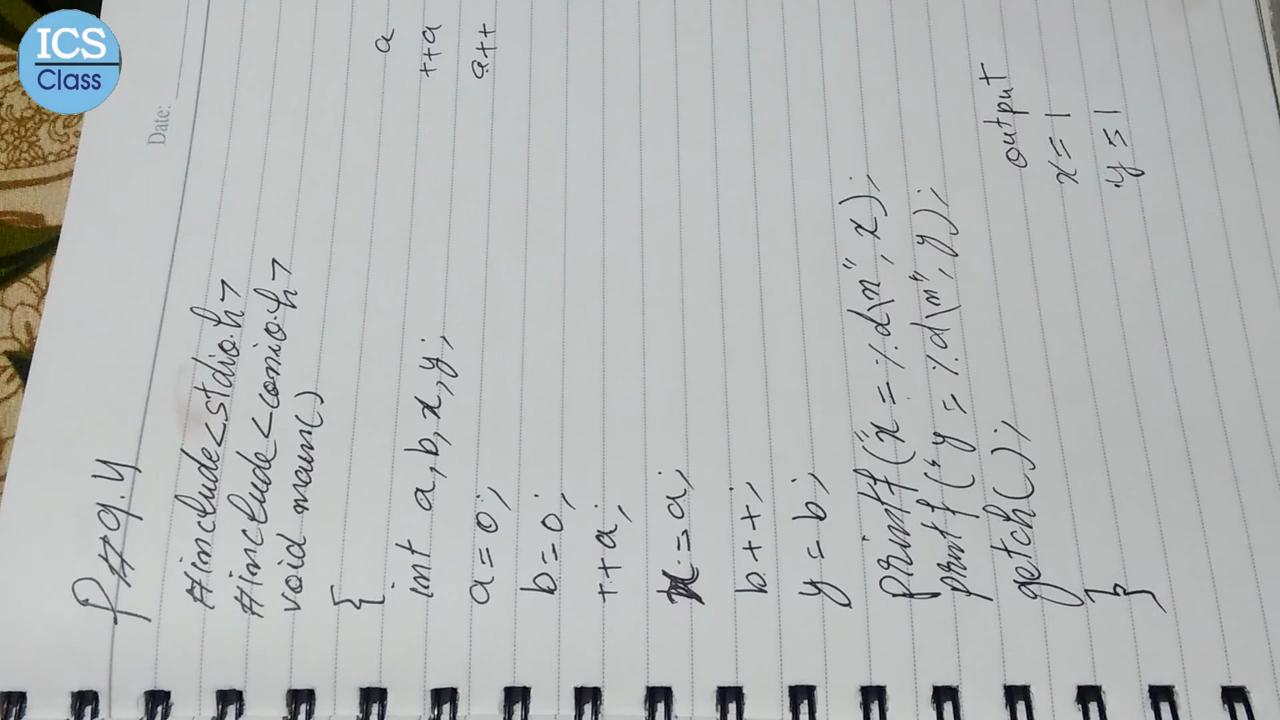 ICS
Class
Date:
P # 9.4
#include<stdio.h>
#include<conio.h>
void main()
{
a
int a,b,x,y;
++a
a=0;
a++
b=0;
++a;
x=a;
b++;
y=b;
printf("x=%d\n",x);
printf("y=%d\n",y);
getch();
}
output
x=1
y=1